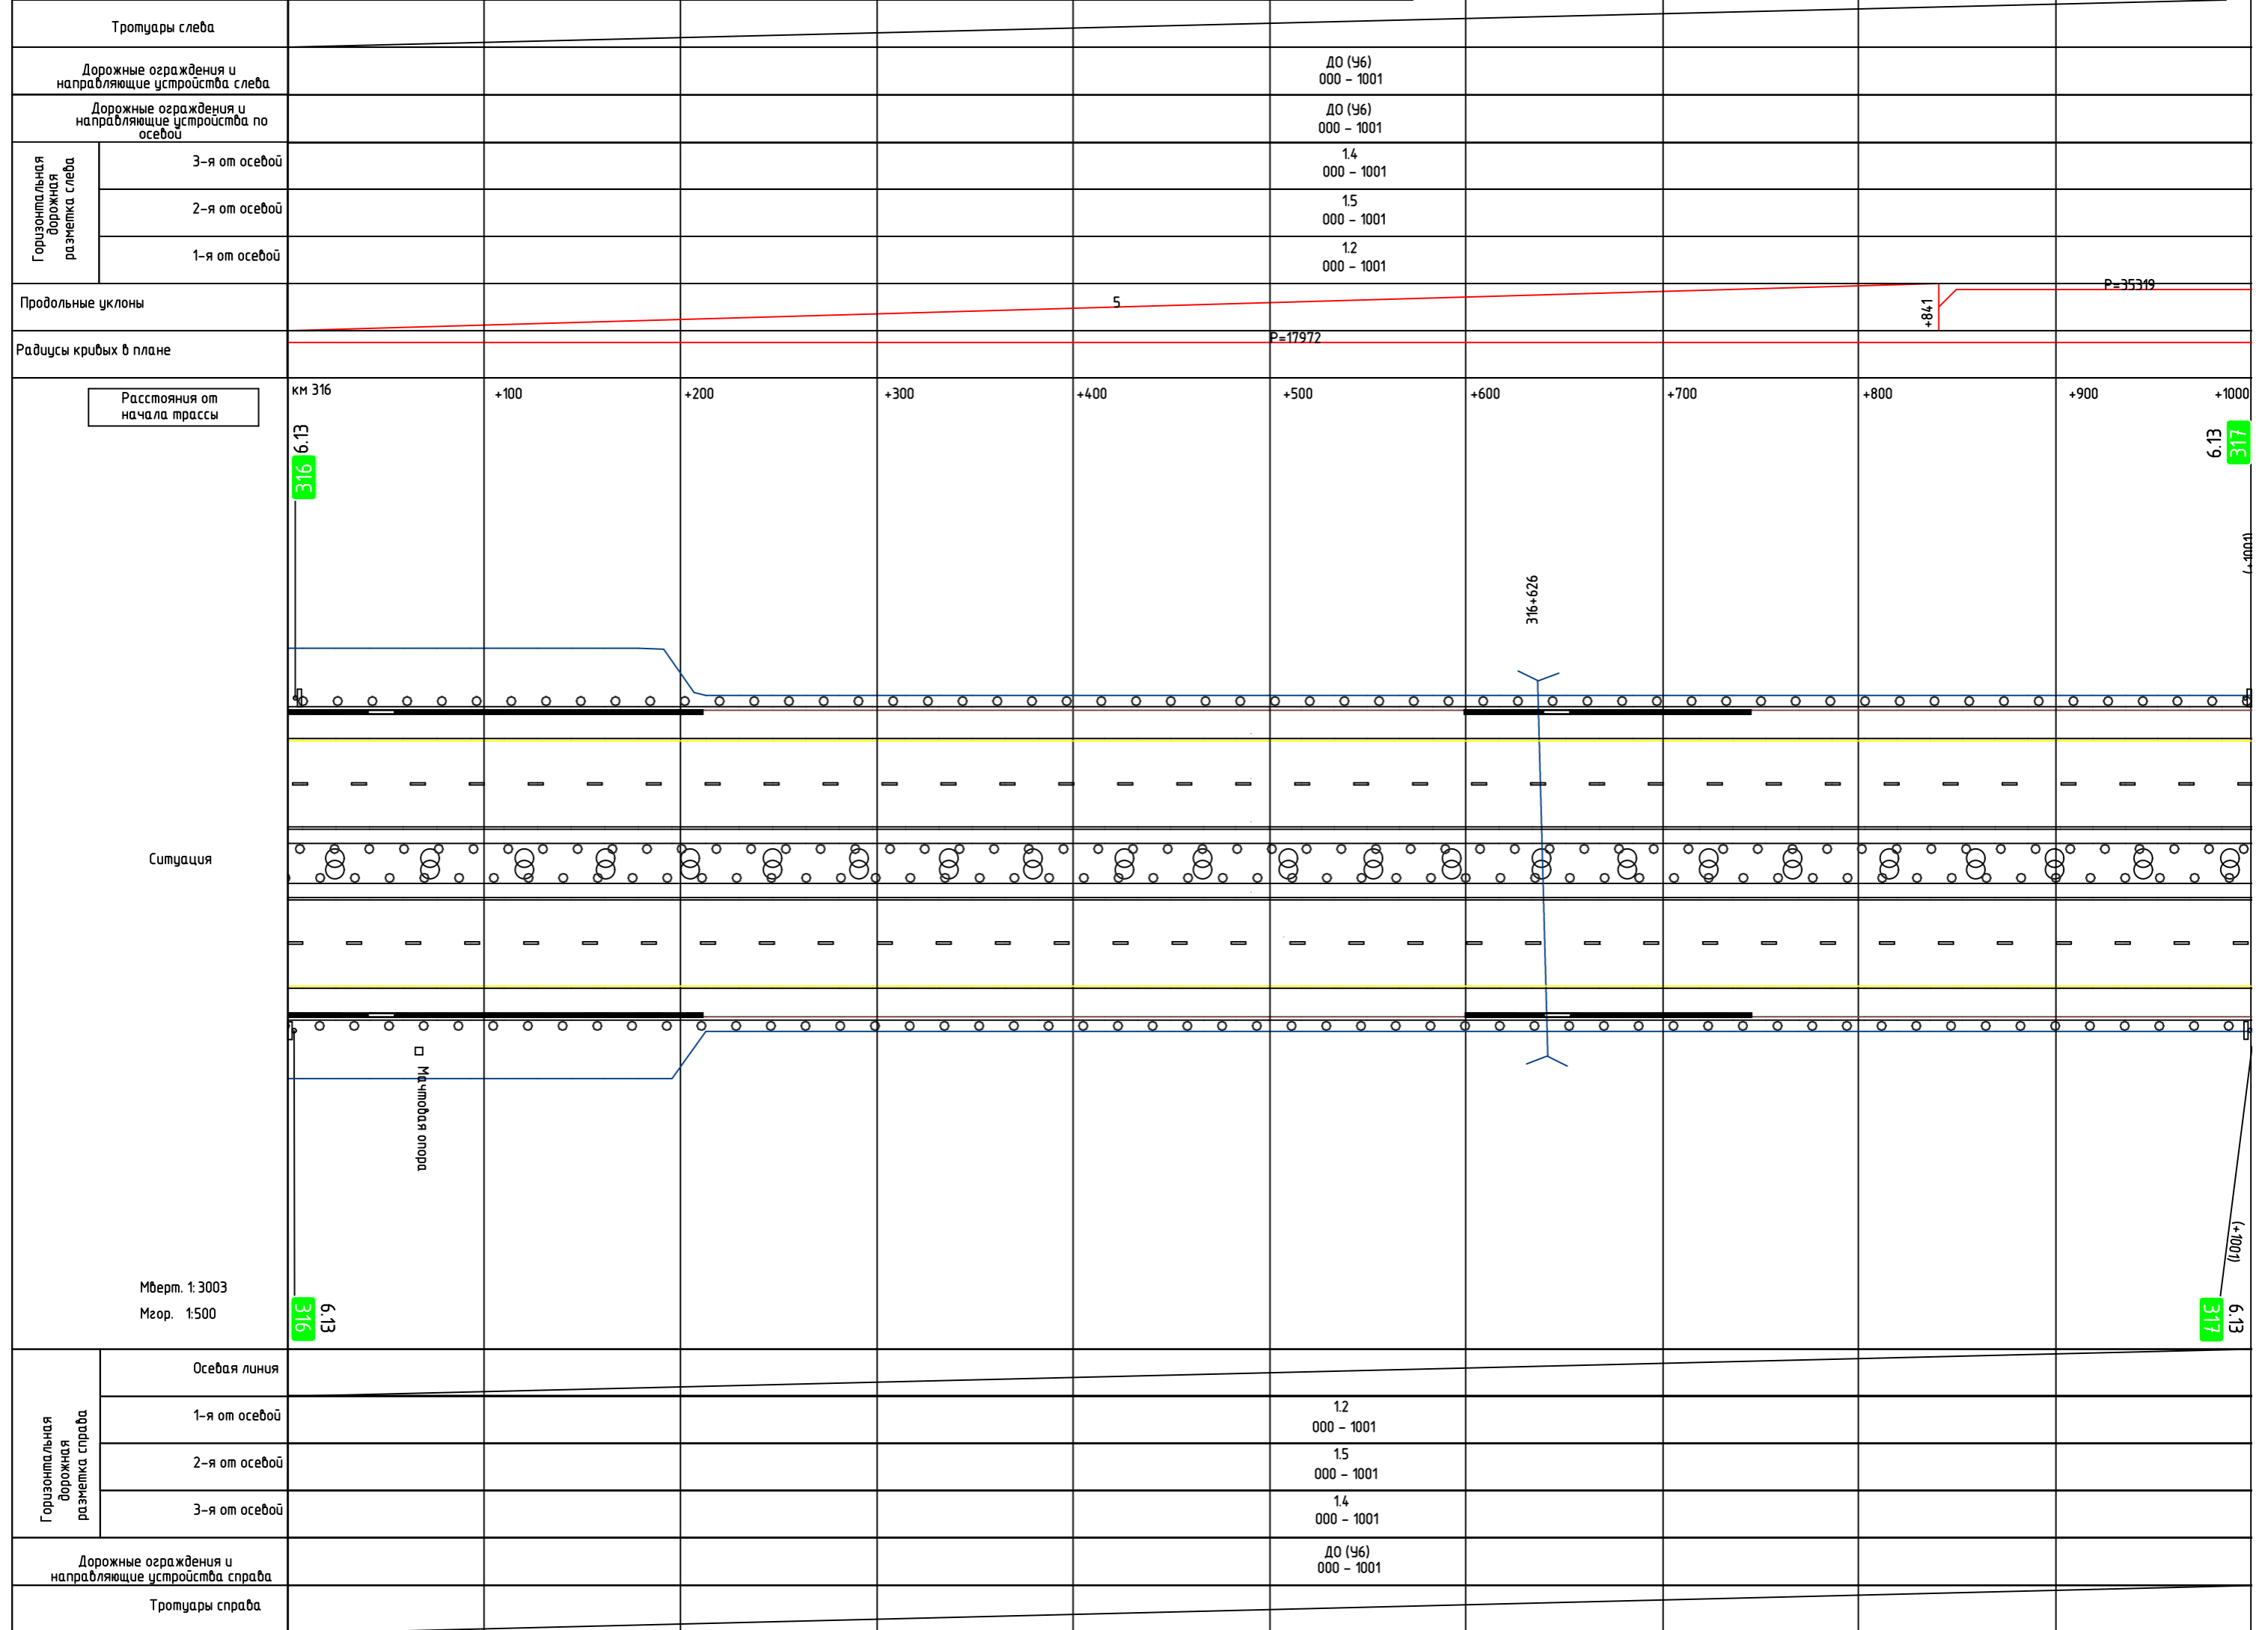 Тротуары слева
Дорожные ограждения и
направляющие устройства слева
ДО (У6)
000 – 1001
Дорожные ограждения и
направляющие устройства по
осевой
ДО (У6)
000 – 1001
Горизонтальная
дорожная
разметка слева
3-я от осевой
1.4
000 – 1001
2-я от осевой
1.5
000 – 1001
1-я от осевой
1.2
000 – 1001
Продольные уклоны
5
+841
Р=35319
Радиусы кривых в плане
Р=17972
Расстояния от
начала трассы
км 316
+100
+200
+300
+400
+500
+600
+700
+800
+900
+1000
316
6.13
6.13
317
(+1001)
316+626
Ситуация
Мачтовая опора
(+1001)
Мверт. 1: 3003
Мгор. 1:500
316
6.13
317
6.13
Горизонтальная
дорожная
разметка справа
Осевая линия
1-я от осевой
1.2
000 – 1001
2-я от осевой
1.5
000 – 1001
3-я от осевой
1.4
000 – 1001
Дорожные ограждения и
направляющие устройства справа
ДО (У6)
000 – 1001
Тротуары справа